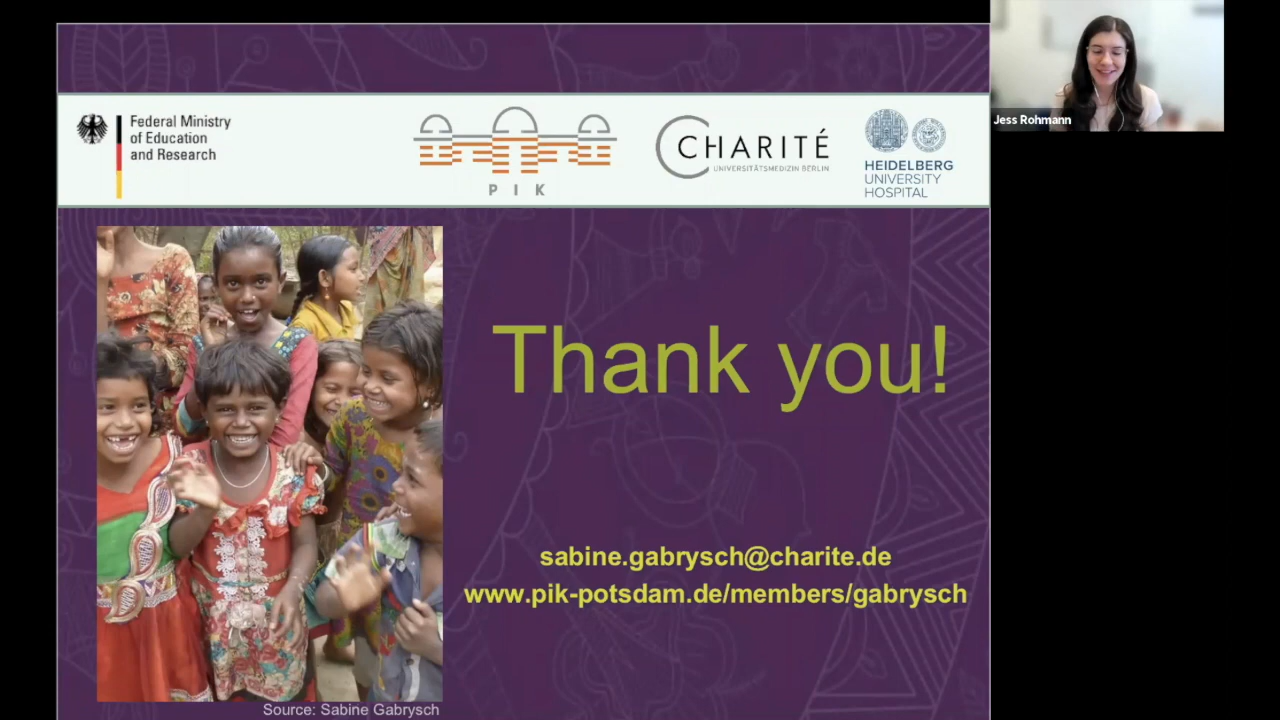 Jess Rohmann
Federal Ministry
of Education
and Research
PIK
CHARITÉ
UNIVERSITÄTSMEDIZIN BERLIN
HEIDELBERG
UNIVERSITY
HOSPITAL
Thank you!
sabine.gabrysch@charite.de
www.pik-potsdam.de/members/gabrysch
Source: Sabine Gabrysch